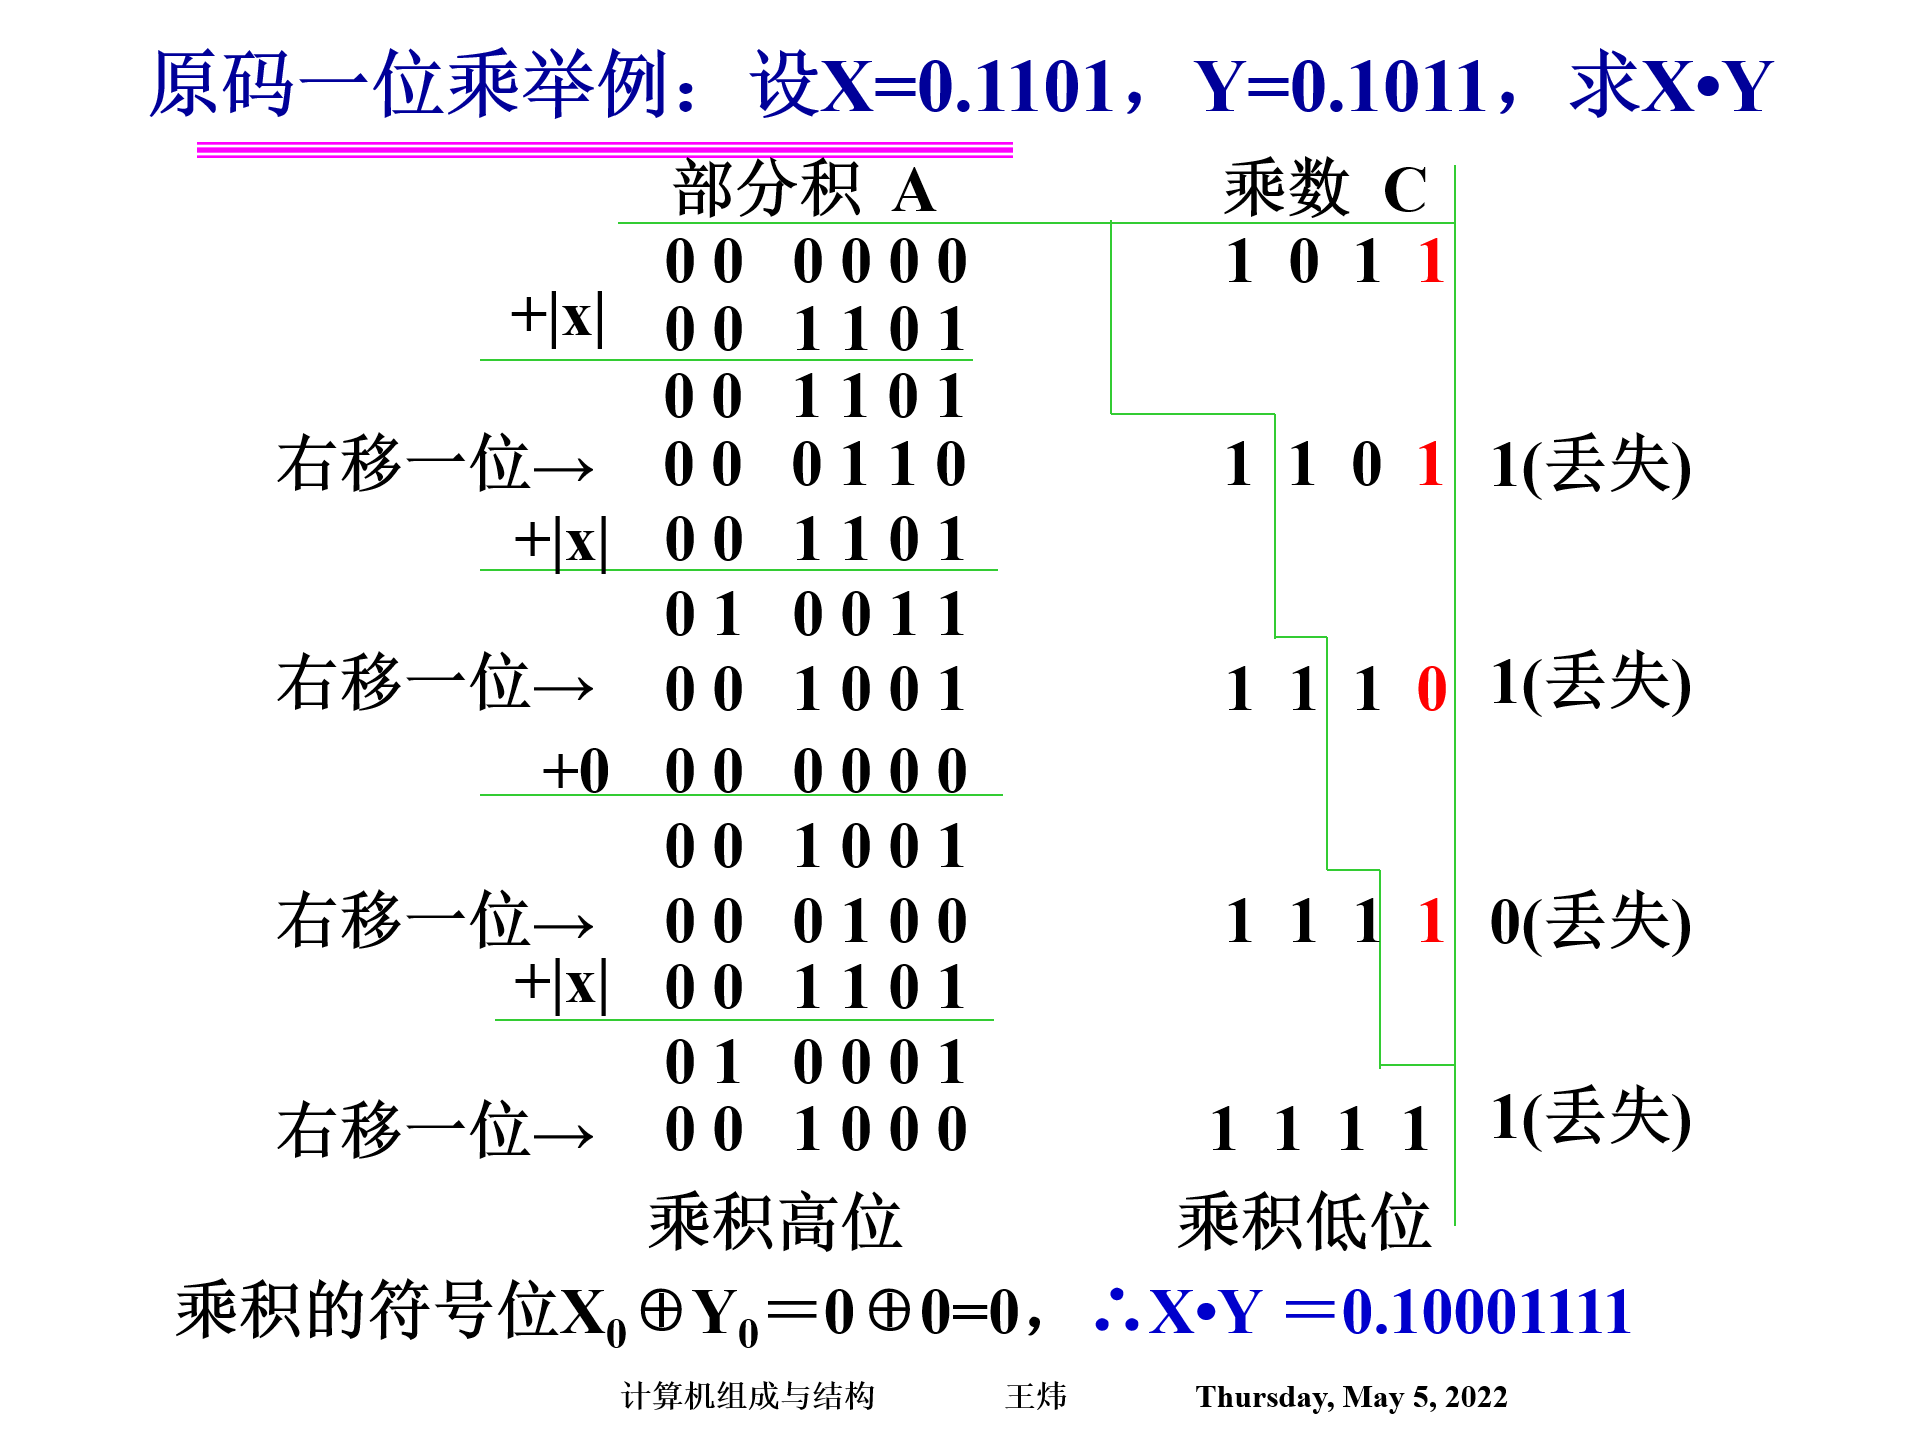 原码一位乘举例：设X=0.1101，Y=0.1011，求X•Y
部分积 A 乘数 C
0 0 0 0 0 0 1 0 1 1
+|x| 0 0 1 1 0 1
0 0 1 1 0 1
右移一位→ 0 0 0 1 1 0 1 1 0 1 1(丢失)
+|x| 0 0 1 1 0 1
0 1 0 0 1 1
右移一位→ 0 0 1 0 0 1 1 1 1 0 1(丢失)
+0 0 0 0 0 0 0
0 0 1 0 0 1
右移一位→ 0 0 0 1 0 0 1 1 1 1 0(丢失)
+|x| 0 0 1 1 0 1
0 1 0 0 0 1
右移一位→ 0 0 1 0 0 0 1 1 1 1 1(丢失)
乘积高位 乘积低位
乘积的符号位X0⊕Y0＝0⊕0=0，∴X•Y＝0.10001111
计算机组成与结构 王炜 Thursday, May 5, 2022